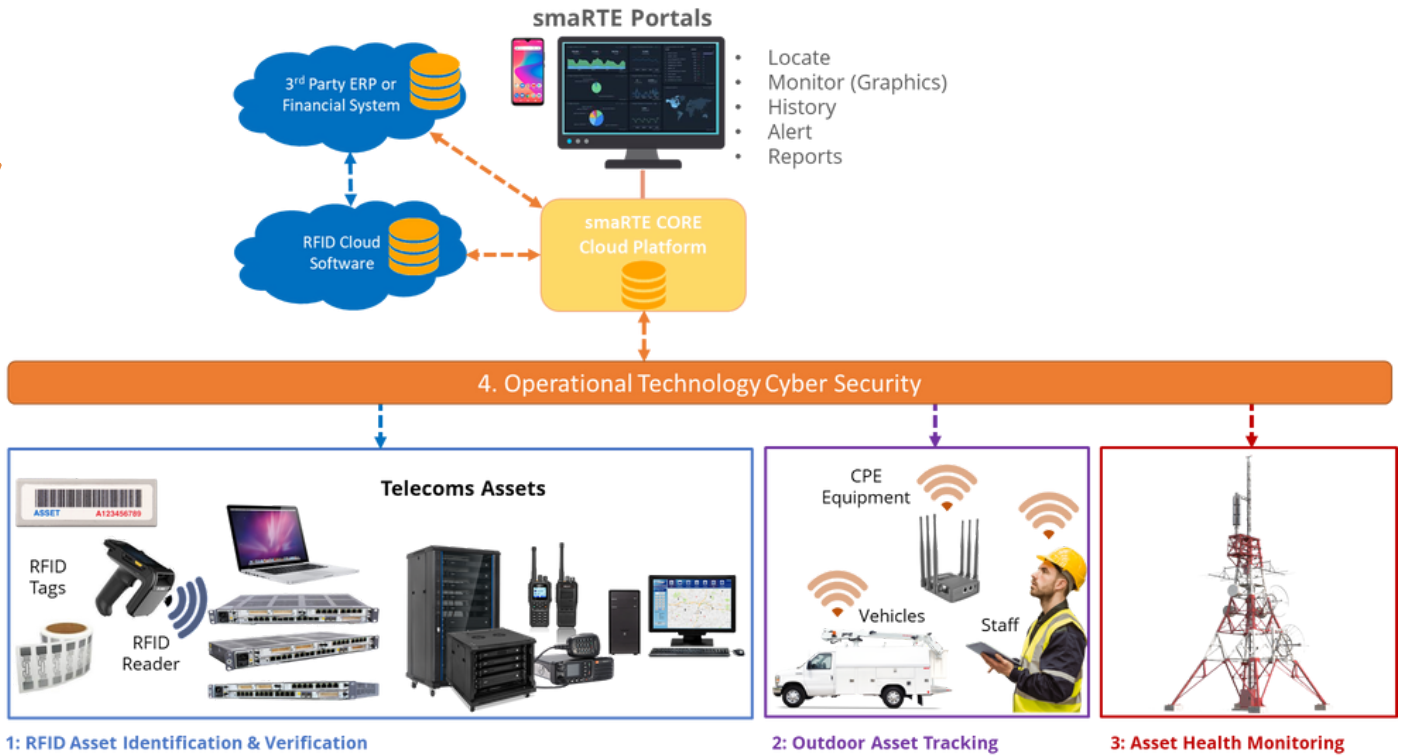 smaRTE Portals
3rd Party ERP or
Financial System
Locate
Monitor (Graphics)
History
Alert
Reports
RFID Cloud
Software
smaRTE CORE
Cloud Platform
4. Operational Technology Cyber Security
ASSET A123456789
RFID
Tags
RFID
Reader
Telecoms Assets
CPE
Equipment
Vehicles
Staff
1: RFID Asset Identification & Verification
2: Outdoor Asset Tracking
3: Asset Health Monitoring